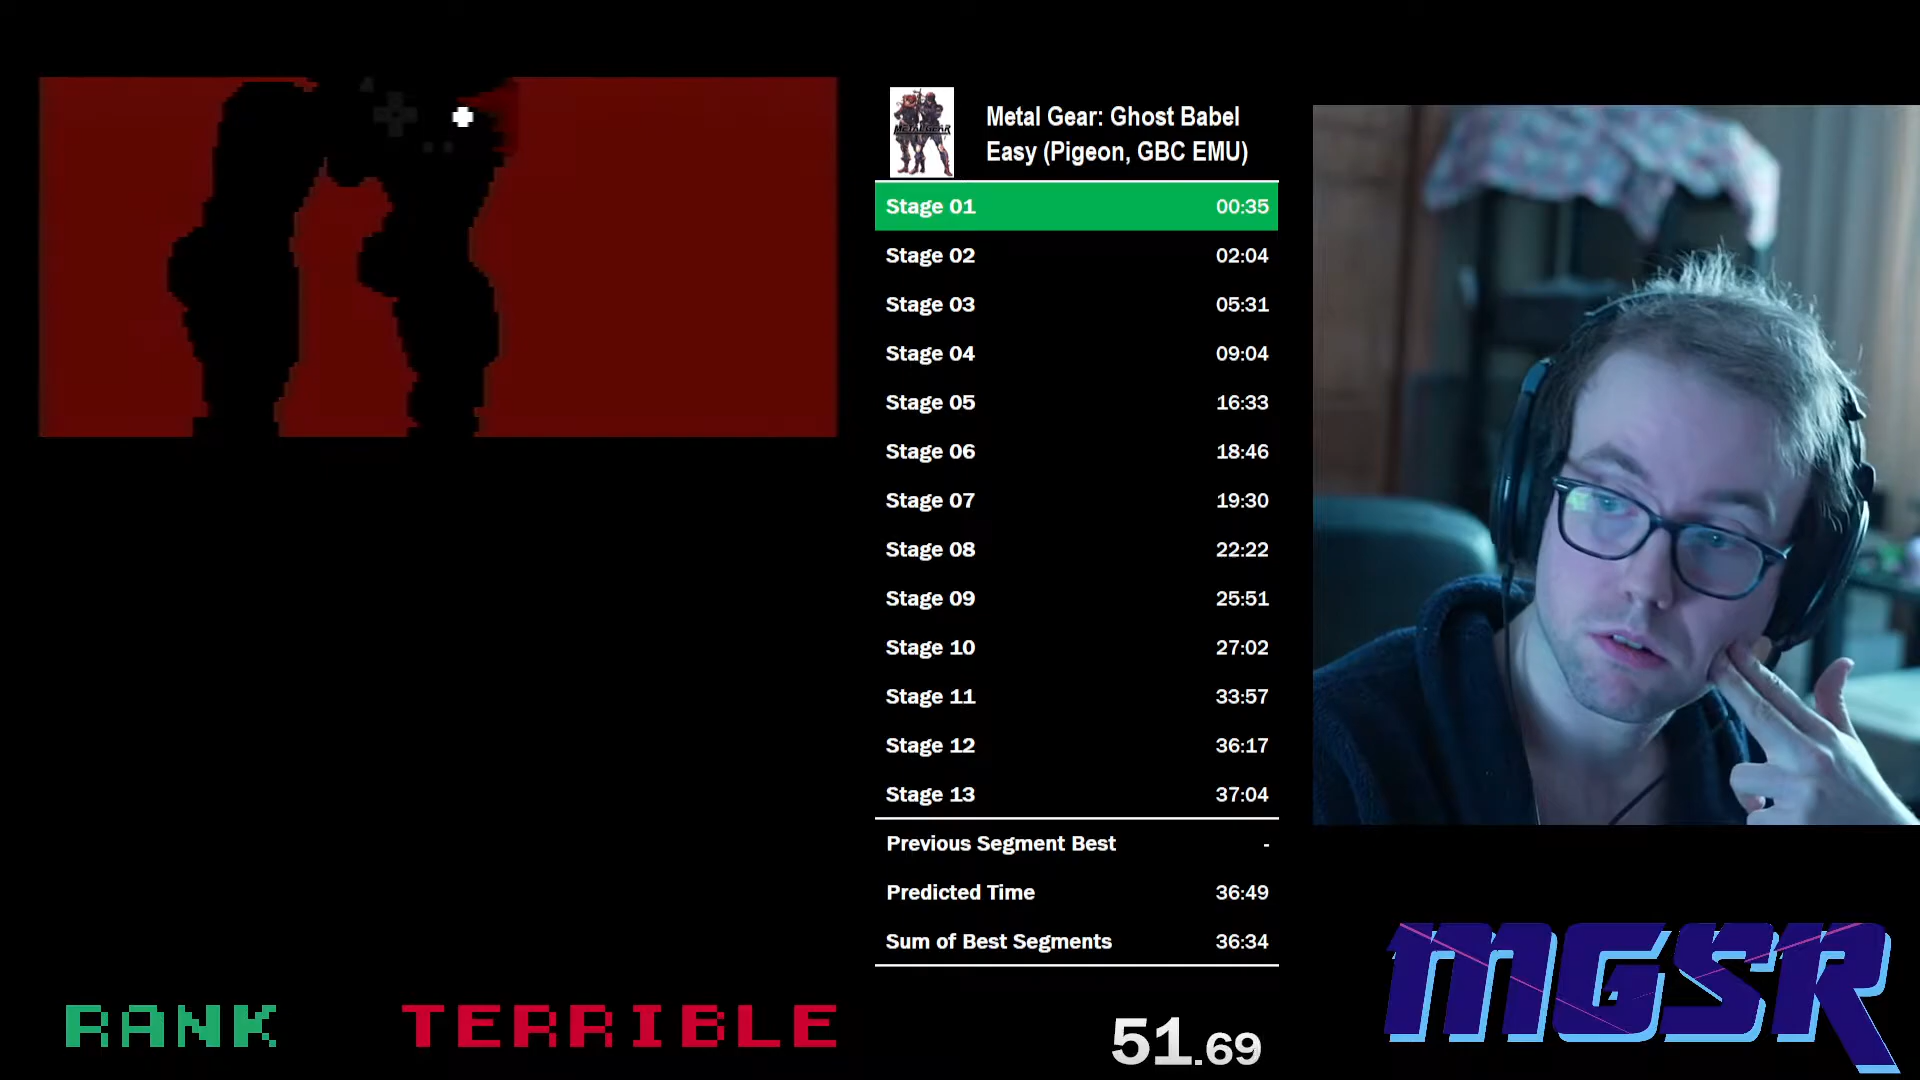 METAL GEAR
Metal Gear: Ghost Babel
Easy (Pigeon, GBC EMU)
Stage 01 00:35
Stage 02 02:04
Stage 03 05:31
Stage 04 09:04
Stage 05 16:33
Stage 06 18:46
Stage 07 19:30
Stage 08 22:22
Stage 09 25:51
Stage 10 27:02
Stage 11 33:57
Stage 12 36:17
Stage 13 37:04
Previous Segment Best -
Predicted Time 36:49
Sum of Best Segments 36:34
51.69
RANK TERRIBLE
MGSR